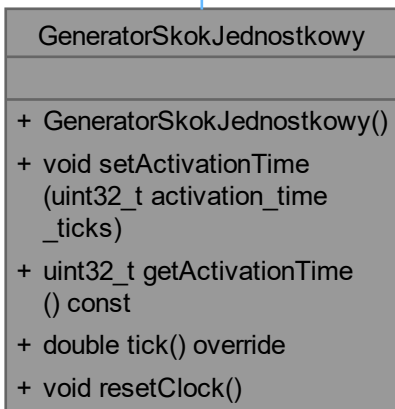 GeneratorSkokJednostkowy
+ GeneratorSkokJednostkowy()
+ void setActivationTime
(uint32_t activation_time
_ticks)
+ uint32_t getActivationTime
() const
+ double tick() override
+ void resetClock()